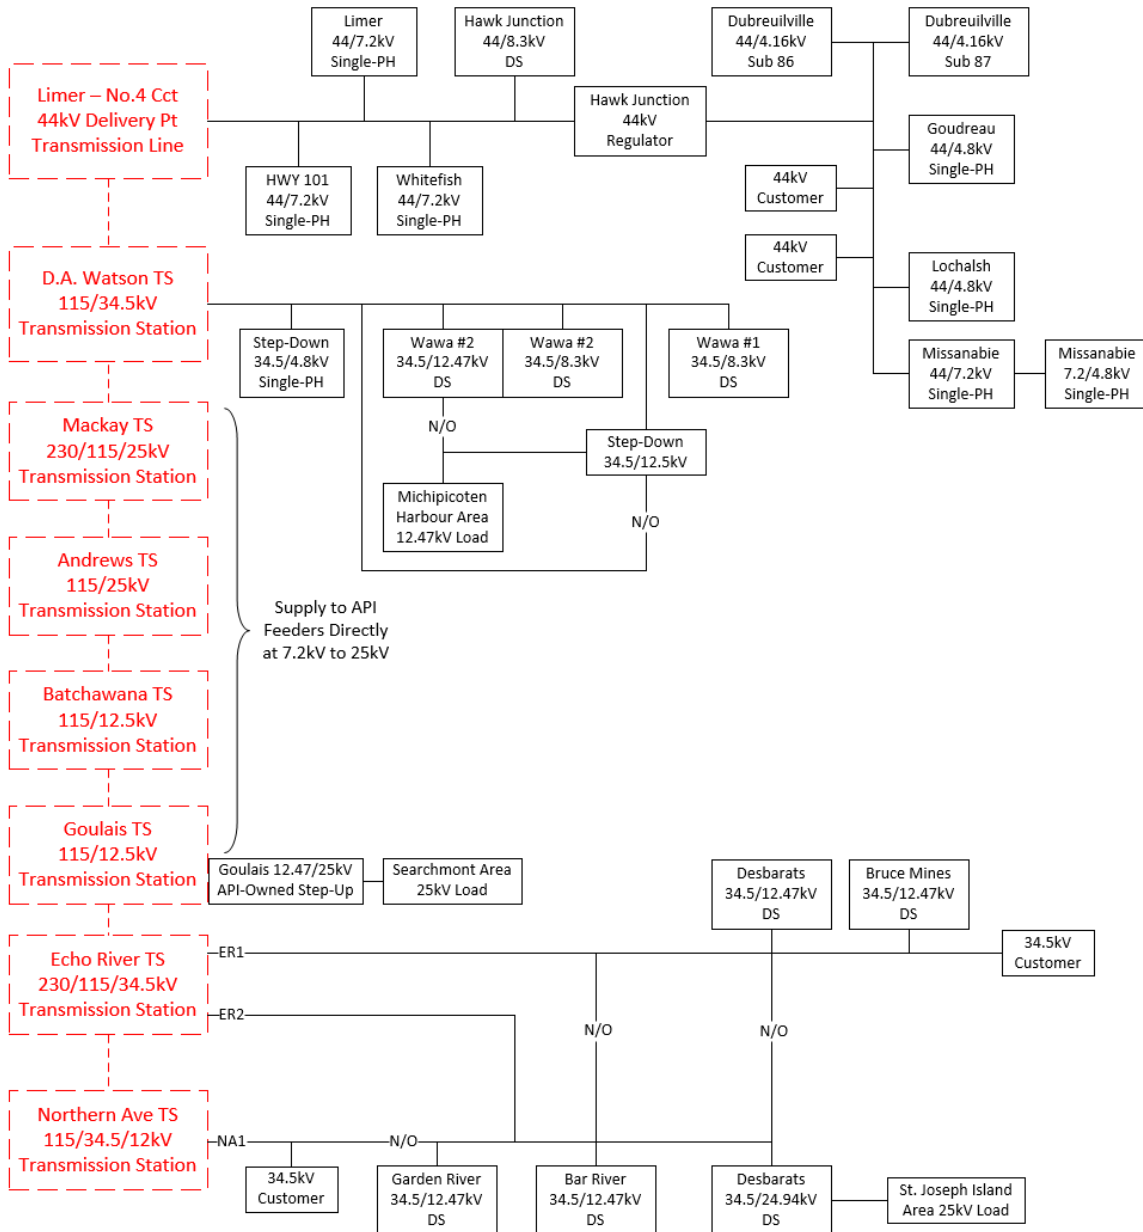 Limer
44/7.2kV
Single-PH
Hawk Junction
44/8.3kV
DS
Dubreuilville
44/4.16kV
Sub 86
Dubreuilville
44/4.16kV
Sub 87
Limer – No.4 Cct
44kV Delivery Pt
Transmission Line
Hawk Junction
44kV
Regulator
Goudreau
44/4.8kV
Single-PH
HWY 101
44/7.2kV
Single-PH
Whitefish
44/7.2kV
Single-PH
44kV
Customer
44kV
Customer
D.A. Watson TS
115/34.5kV
Transmission Station
Lochalsh
44/4.8kV
Single-PH
Step-Down
34.5/4.8kV
Single-PH
Wawa #2
34.5/12.47kV
DS
Wawa #2
34.5/8.3kV
DS
Wawa #1
34.5/8.3kV
DS
Missanabie
44/7.2kV
Single-PH
Missanabie
7.2/4.8kV
Single-PH
Mackay TS
230/115/25kV
Transmission Station
N/O
Step-Down
34.5/12.5kV
Michipicoten
Harbour Area
12.47kV Load
N/O
Andrews TS
115/25kV
Transmission Station
Supply to API
Feeders Directly
at 7.2kV to 25kV
Batchawana TS
115/12.5kV
Transmission Station
Goulais TS
115/12.5kV
Transmission Station
Goulais 12.47/25kV
API-Owned Step-Up
Searchmont Area
25kV Load
Desbarats
34.5/12.47kV
DS
Bruce Mines
34.5/12.47kV
DS
Echo River TS
230/115/34.5kV
Transmission Station
ER1
34.5kV
Customer
ER2
N/O
N/O
Northern Ave TS
115/34.5/12kV
Transmission Station
NA1
N/O
34.5kV
Customer
Garden River
34.5/12.47kV
DS
Bar River
34.5/12.47kV
DS
Desbarats
34.5/24.94kV
DS
St. Joseph Island
Area 25kV Load